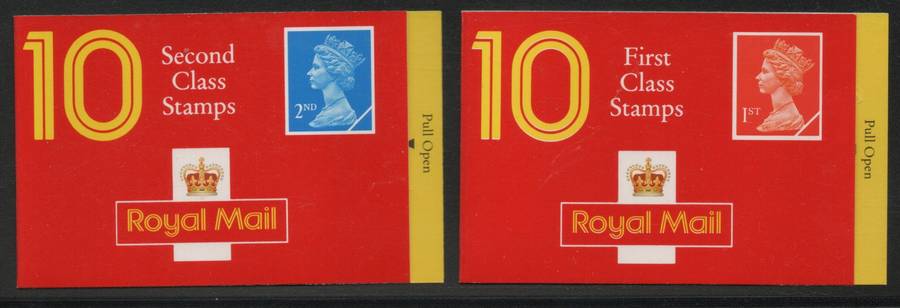 10
Second
Class
Stamps
2ND
Pull Open
Royal Mail
10
First
Class
Stamps
1ST
Pull Open
Royal Mail